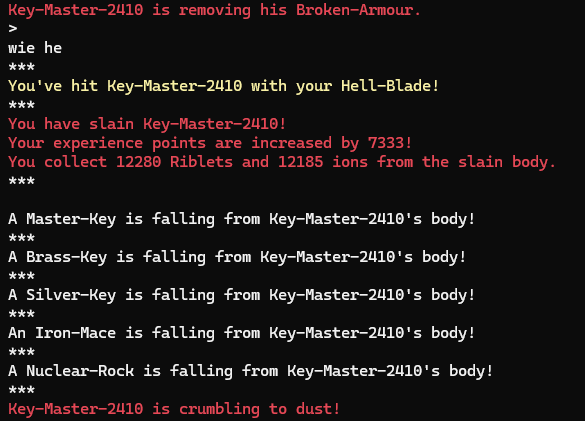 Key-Master-2410 is removing his Broken-Armour.
>
wie he
***
You've hit Key-Master-2410 with your Hell-Blade!
***
You have slain Key-Master-2410!
Your experience points are increased by 7333!
You collect 12280 Riblets and 12185 ions from the slain body.
***
A Master-Key is falling from Key-Master-2410's body!
***
A Brass-Key is falling from Key-Master-2410's body!
***
A Silver-Key is falling from Key-Master-2410's body!
***
An Iron-Mace is falling from Key-Master-2410's body!
***
A Nuclear-Rock is falling from Key-Master-2410's body!
***
Key-Master-2410 is crumbling to dust!